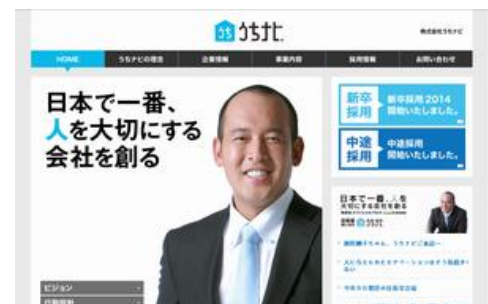 うち うちナビ
株式会社うちナビ
HOME うちナビの理念 企業情報 事業内容 採用情報 お問い合わせ
日本で一番、
人を大切にする
会社を創る
新卒
採用
新卒採用2014
開始いたしました。
中途
採用
中途採用
開始いたしました。
日本で一番、人を
大切にする会社を創る
ビジョン
行動指針